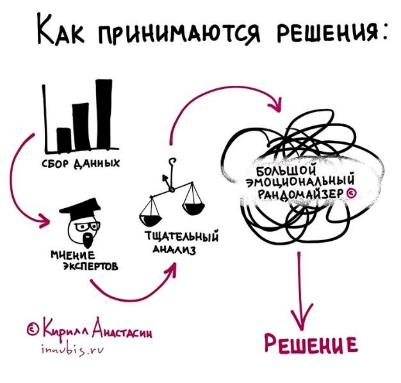 Как принимаются решения:
сбор данных
мнение
экспертов
тщательный
анализ
большой
эмоциональный
рандомайзер ©
Решение
© Кирилл Анастасин
innubis.ru